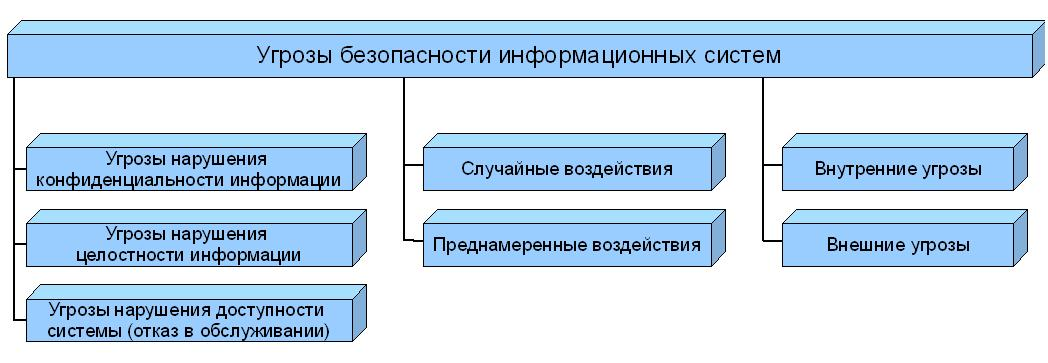 Угрозы безопасности информационных систем
Угрозы нарушения
конфиденциальности информации
Угрозы нарушения
целостности информации
Угрозы нарушения доступности
системы (отказ в обслуживании)
Случайные воздействия
Преднамеренные воздействия
Внутренние угрозы
Внешние угрозы